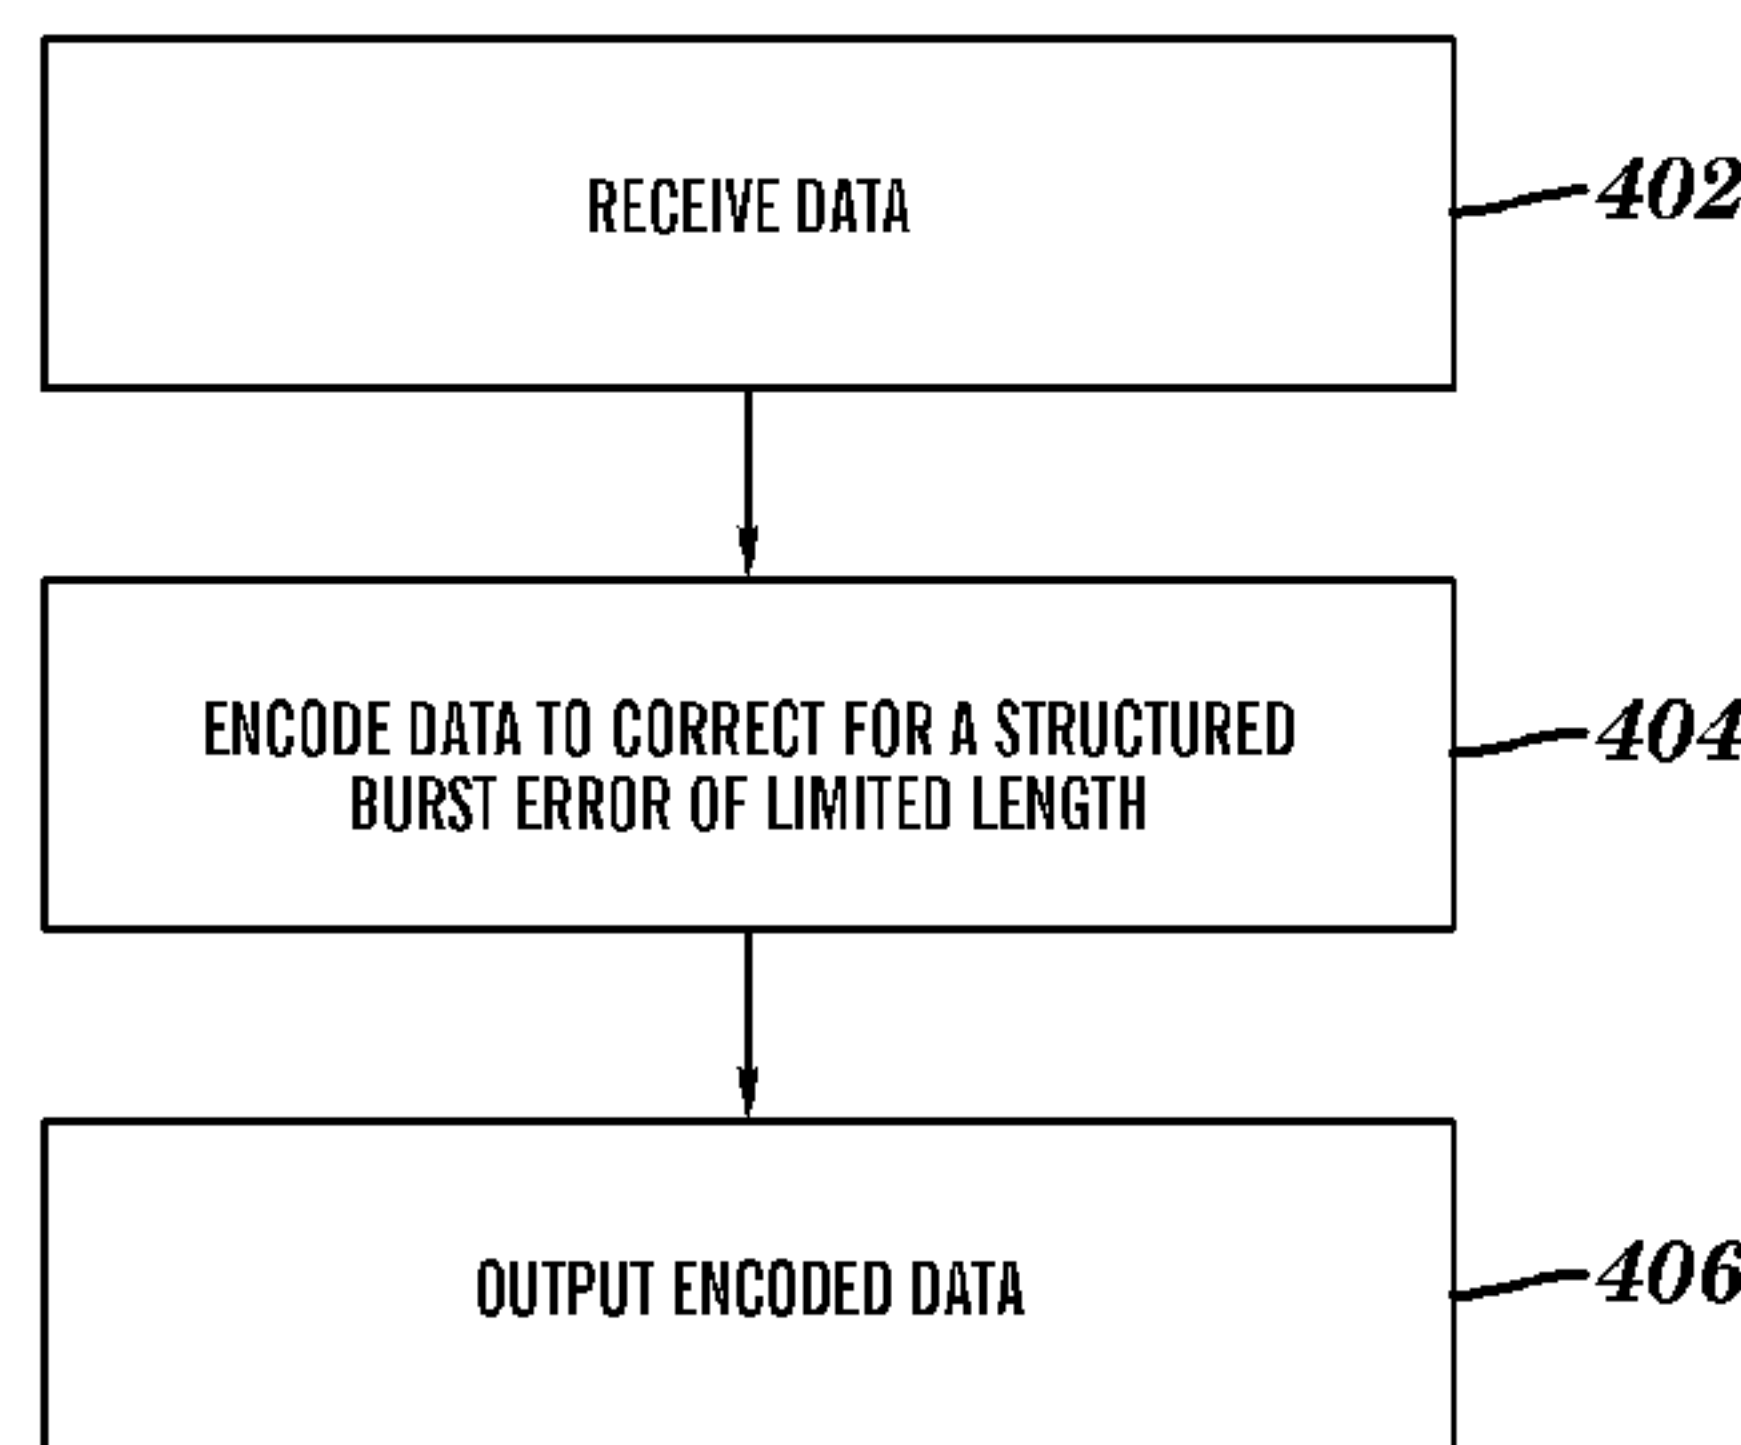 RECEIVE DATA
402
ENCODE DATA TO CORRECT FOR A STRUCTURED
BURST ERROR OF LIMITED LENGTH
404
OUTPUT ENCODED DATA
406